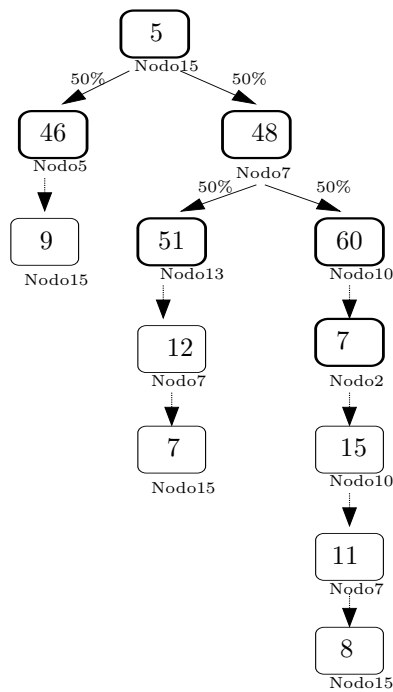 5
Nodo15
50% 50%
46 48
Nodo5 Nodo7
50% 50%
9 51 60
Nodo15 Nodo13 Nodo10
12 7
Nodo7 Nodo2
7 15
Nodo15 Nodo10
11
Nodo7
8
Nodo15